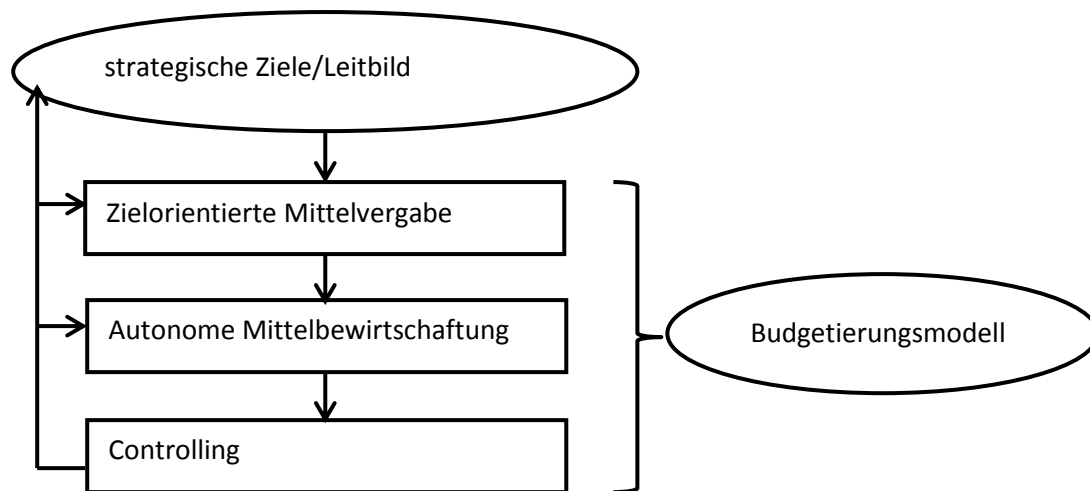 strategische Ziele/Leitbild
Zielorientierte Mittelvergabe
Autonome Mittelbewirtschaftung
Budgetierungsmodell
Controlling